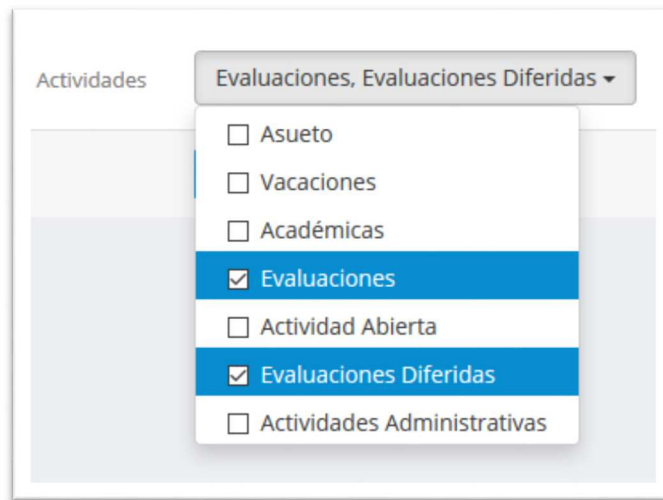 Actividades
Evaluaciones, Evaluaciones Diferidas
Asueto
Vacaciones
Académicas
Evaluaciones
Actividad Abierta
Evaluaciones Diferidas
Actividades Administrativas